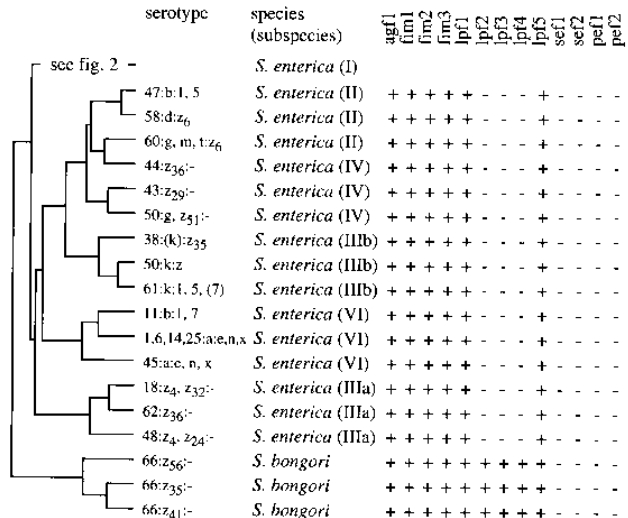 serotype species (subspecies) agf1 fim1 fim2 fim3 lpf1 lpf2 lpf3 lpf4 lpf5 sef1 sef2 pef1 pef2
see fig. 2 - S. enterica (I)
47:b:1, 5 S. enterica (II) + + + + + - - - + - - - -
58:d:z6 S. enterica (II) + + + + + - - - + - - - -
60:g, m, t:z6 S. enterica (II) + + + + + - - - + - - - -
44:z36:- S. enterica (IV) + + + + + - - - + - - - -
43:z29:- S. enterica (IV) + + + + + - - - + - - - -
50:g, z51:- S. enterica (IV) + + + + + - - - + - - - -
38:(k):z35 S. enterica (IIIb) + + + + + - - - + - - - -
50:k:z S. enterica (IIIb) + + + + + - - - + - - - -
61:k:1, 5, (7) S. enterica (IIIb) + + + + + - - - + - - - -
11:b:1, 7 S. enterica (VI) + + + + + - - - + - - - -
1,6,14,25:a:e,n,x S. enterica (VI) + + + + + - - - + - - - -
45:a:e, n, x S. enterica (VI) + + + + + - - - + - - - -
18:z4, z32:- S. enterica (IIIa) + + + + + - - - + - - - -
62:z36:- S. enterica (IIIa) + + + + + - - - + - - - -
48:z4, z24:- S. enterica (IIIa) + + + + + - - - + - - - -
66:z56:- S. bongori + + + + + + + + + - - - -
66:z35:- S. bongori + + + + + + + + + - - - -
66:z41:- S. bongori + + + + + + + + + - - - -